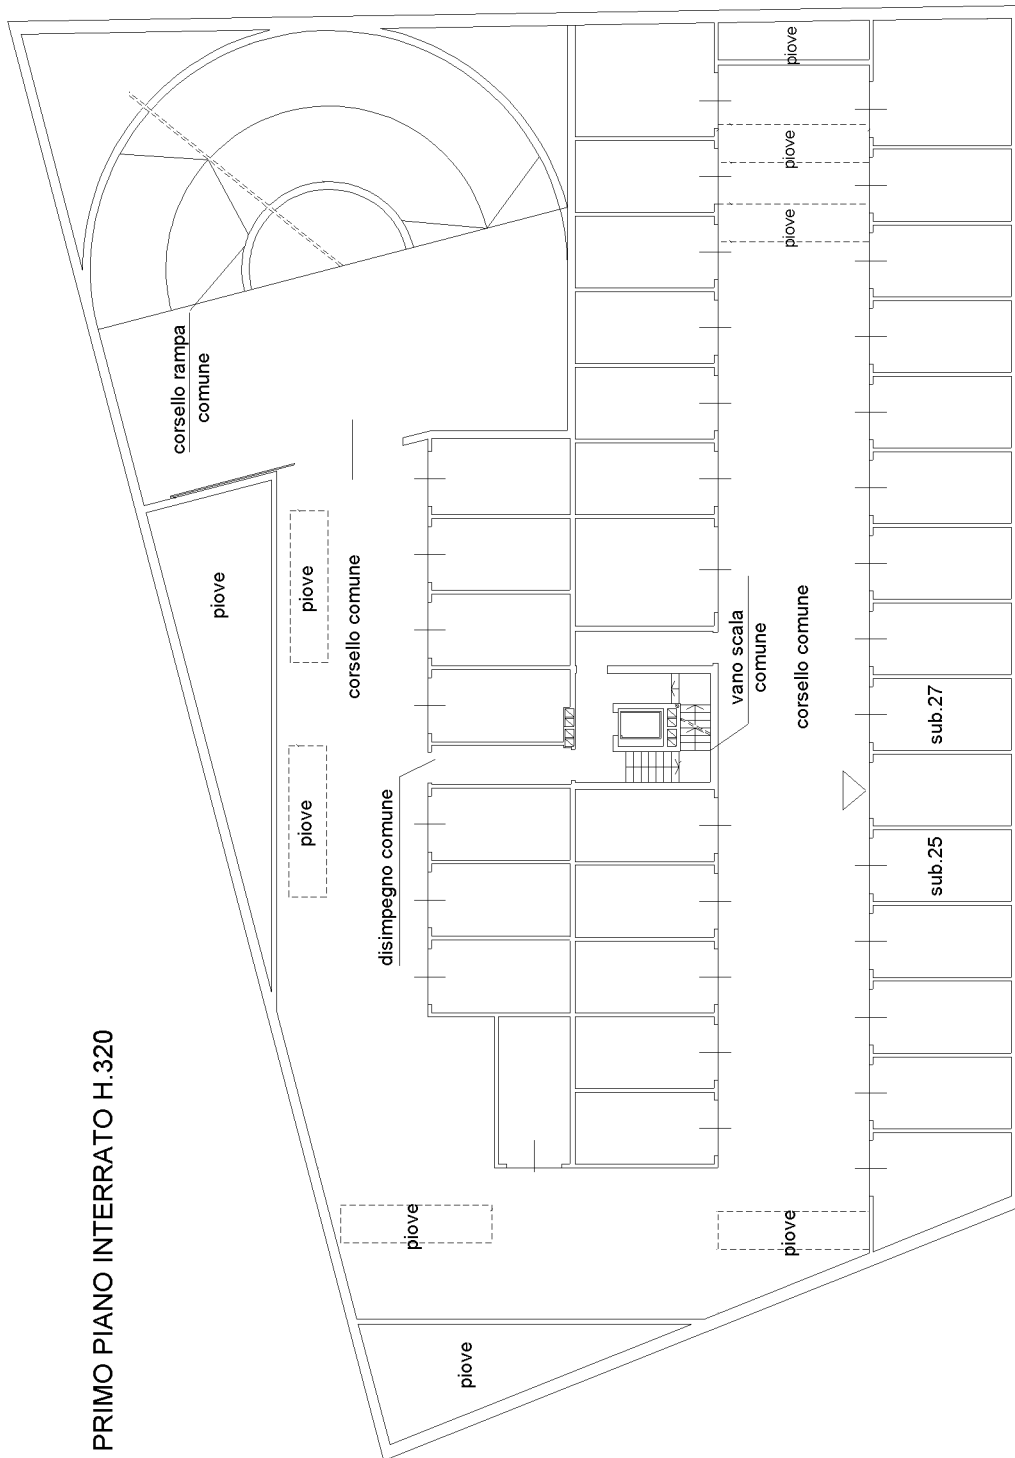 PRIMO PIANO INTERRATO H.320
piove
piove
piove
corsello rampa
comune
piove
piove
corsello comune
piove
disimpegno comune
vano scala
comune
corsello comune
sub.27
sub.25
piove
piove
piove